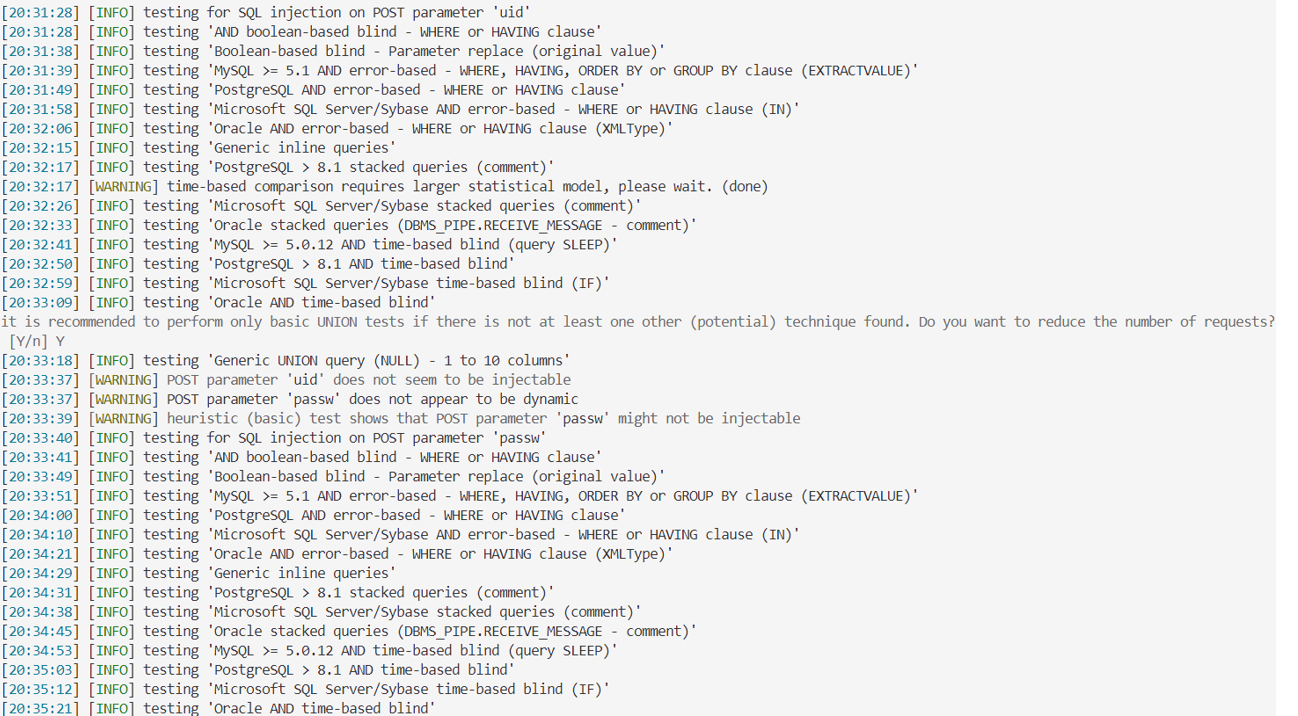 [20:31:28] [INFO] testing for SQL injection on POST parameter 'uid'
[20:31:28] [INFO] testing 'AND boolean-based blind - WHERE or HAVING clause'
[20:31:38] [INFO] testing 'Boolean-based blind - Parameter replace (original value)'
[20:31:39] [INFO] testing 'MySQL >= 5.1 AND error-based - WHERE, HAVING, ORDER BY or GROUP BY clause (EXTRACTVALUE)'
[20:31:49] [INFO] testing 'PostgreSQL AND error-based - WHERE or HAVING clause'
[20:31:58] [INFO] testing 'Microsoft SQL Server/Sybase AND error-based - WHERE or HAVING clause (IN)'
[20:32:06] [INFO] testing 'Oracle AND error-based - WHERE or HAVING clause (XMLType)'
[20:32:15] [INFO] testing 'Generic inline queries'
[20:32:17] [INFO] testing 'PostgreSQL > 8.1 stacked queries (comment)'
[20:32:17] [WARNING] time-based comparison requires larger statistical model, please wait. (done)
[20:32:26] [INFO] testing 'Microsoft SQL Server/Sybase stacked queries (comment)'
[20:32:33] [INFO] testing 'Oracle stacked queries (DBMS_PIPE.RECEIVE_MESSAGE - comment)'
[20:32:41] [INFO] testing 'MySQL >= 5.0.12 AND time-based blind (query SLEEP)'
[20:32:50] [INFO] testing 'PostgreSQL > 8.1 AND time-based blind'
[20:32:59] [INFO] testing 'Microsoft SQL Server/Sybase time-based blind (IF)'
[20:33:09] [INFO] testing 'Oracle AND time-based blind'
it is recommended to perform only basic UNION tests if there is not at least one other (potential) technique found. Do you want to reduce the number of requests?
[Y/n] Y
[20:33:18] [INFO] testing 'Generic UNION query (NULL) - 1 to 10 columns'
[20:33:37] [WARNING] POST parameter 'uid' does not seem to be injectable
[20:33:37] [WARNING] POST parameter 'passw' does not appear to be dynamic
[20:33:39] [WARNING] heuristic (basic) test shows that POST parameter 'passw' might not be injectable
[20:33:40] [INFO] testing for SQL injection on POST parameter 'passw'
[20:33:41] [INFO] testing 'AND boolean-based blind - WHERE or HAVING clause'
[20:33:49] [INFO] testing 'Boolean-based blind - Parameter replace (original value)'
[20:33:51] [INFO] testing 'MySQL >= 5.1 AND error-based - WHERE, HAVING, ORDER BY or GROUP BY clause (EXTRACTVALUE)'
[20:34:00] [INFO] testing 'PostgreSQL AND error-based - WHERE or HAVING clause'
[20:34:10] [INFO] testing 'Microsoft SQL Server/Sybase AND error-based - WHERE or HAVING clause (IN)'
[20:34:21] [INFO] testing 'Oracle AND error-based - WHERE or HAVING clause (XMLType)'
[20:34:29] [INFO] testing 'Generic inline queries'
[20:34:31] [INFO] testing 'PostgreSQL > 8.1 stacked queries (comment)'
[20:34:38] [INFO] testing 'Microsoft SQL Server/Sybase stacked queries (comment)'
[20:34:45] [INFO] testing 'Oracle stacked queries (DBMS_PIPE.RECEIVE_MESSAGE - comment)'
[20:34:53] [INFO] testing 'MySQL >= 5.0.12 AND time-based blind (query SLEEP)'
[20:35:03] [INFO] testing 'PostgreSQL > 8.1 AND time-based blind'
[20:35:12] [INFO] testing 'Microsoft SQL Server/Sybase time-based blind (IF)'
[20:35:21] [INFO] testing 'Oracle AND time-based blind'